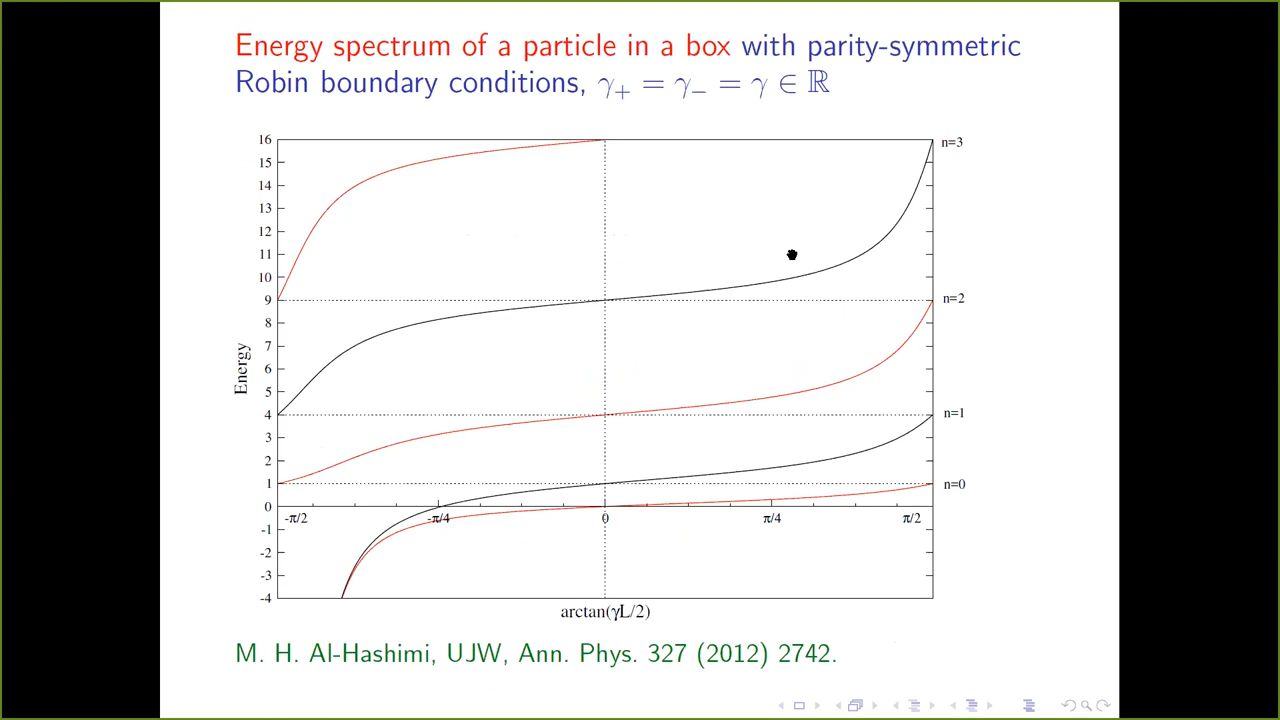 Energy spectrum of a particle in a box with parity-symmetric
Robin boundary conditions, γ₊ = γ₋ = γ ∈ ℝ
16
15
14
13
12
11
10
9
8
7
6
5
4
3
2
1
0
-1
-2
-3
-4
Energy
n=3
n=2
n=1
n=0
-π/2
-π/4
0
π/4
π/2
arctan(γL/2)
M. H. Al-Hashimi, UJW, Ann. Phys. 327 (2012) 2742.